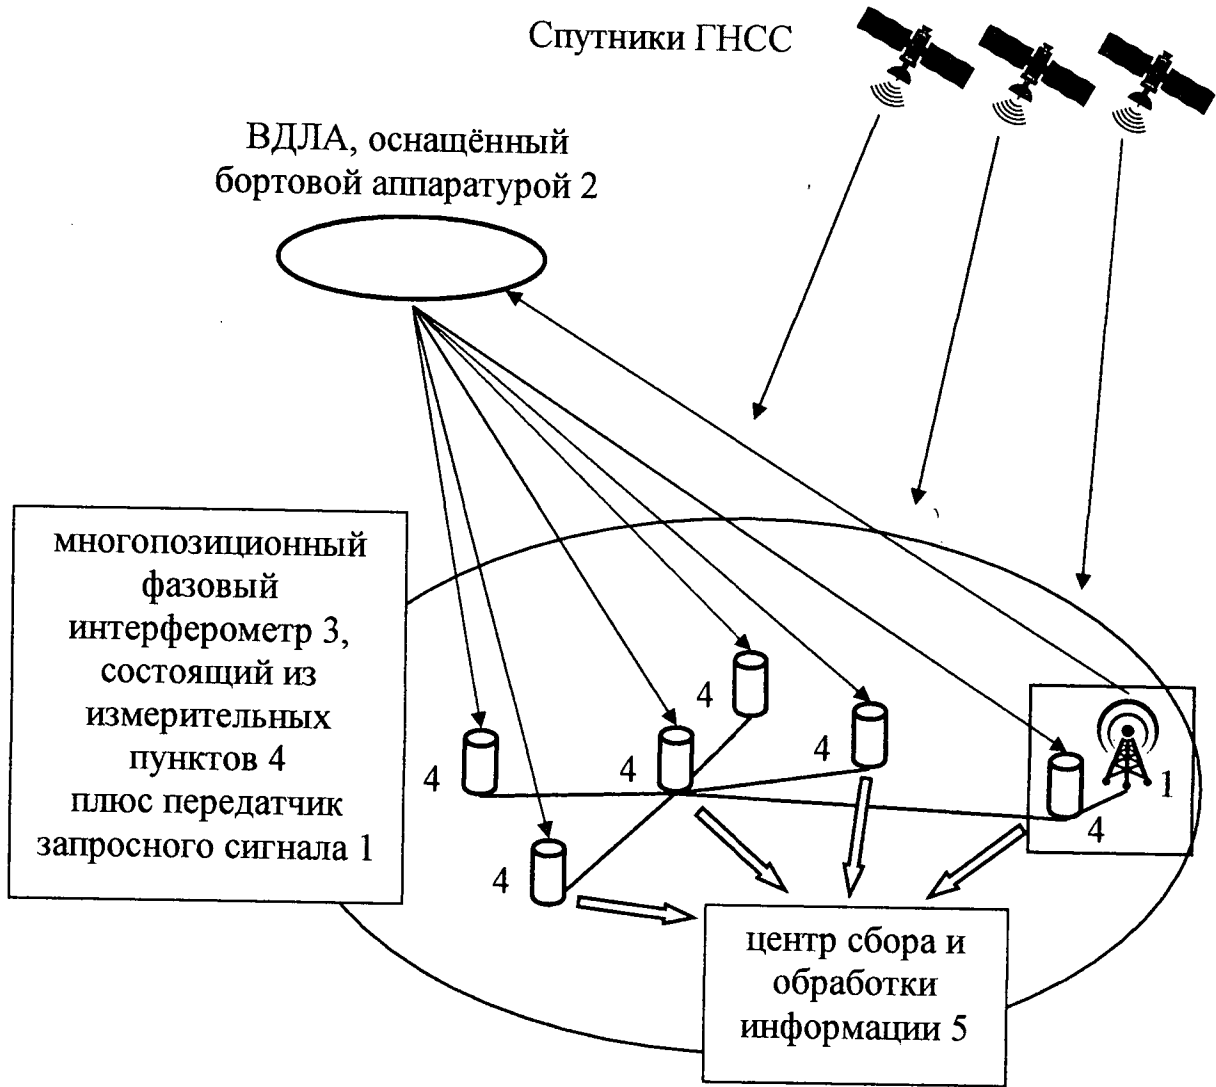 Спутники ГНСС
ВДЛА, оснащённый
бортовой аппаратурой 2
многопозиционный
фазовый
интерферометр 3,
состоящий из
измерительных
пунктов 4
плюс передатчик
запросного сигнала 1
4
4
4
4
4
4
1
центр сбора и
обработки
информации 5